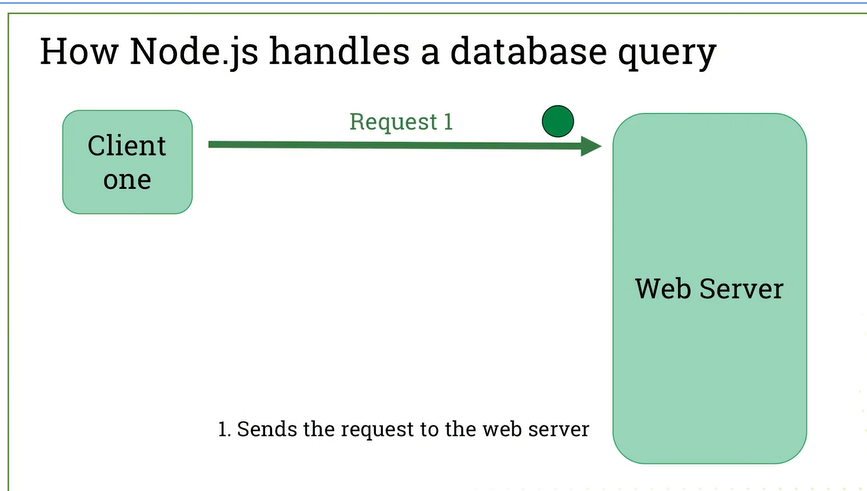 How Node.js handles a database query
Request 1
Client
one
Web Server
1. Sends the request to the web server